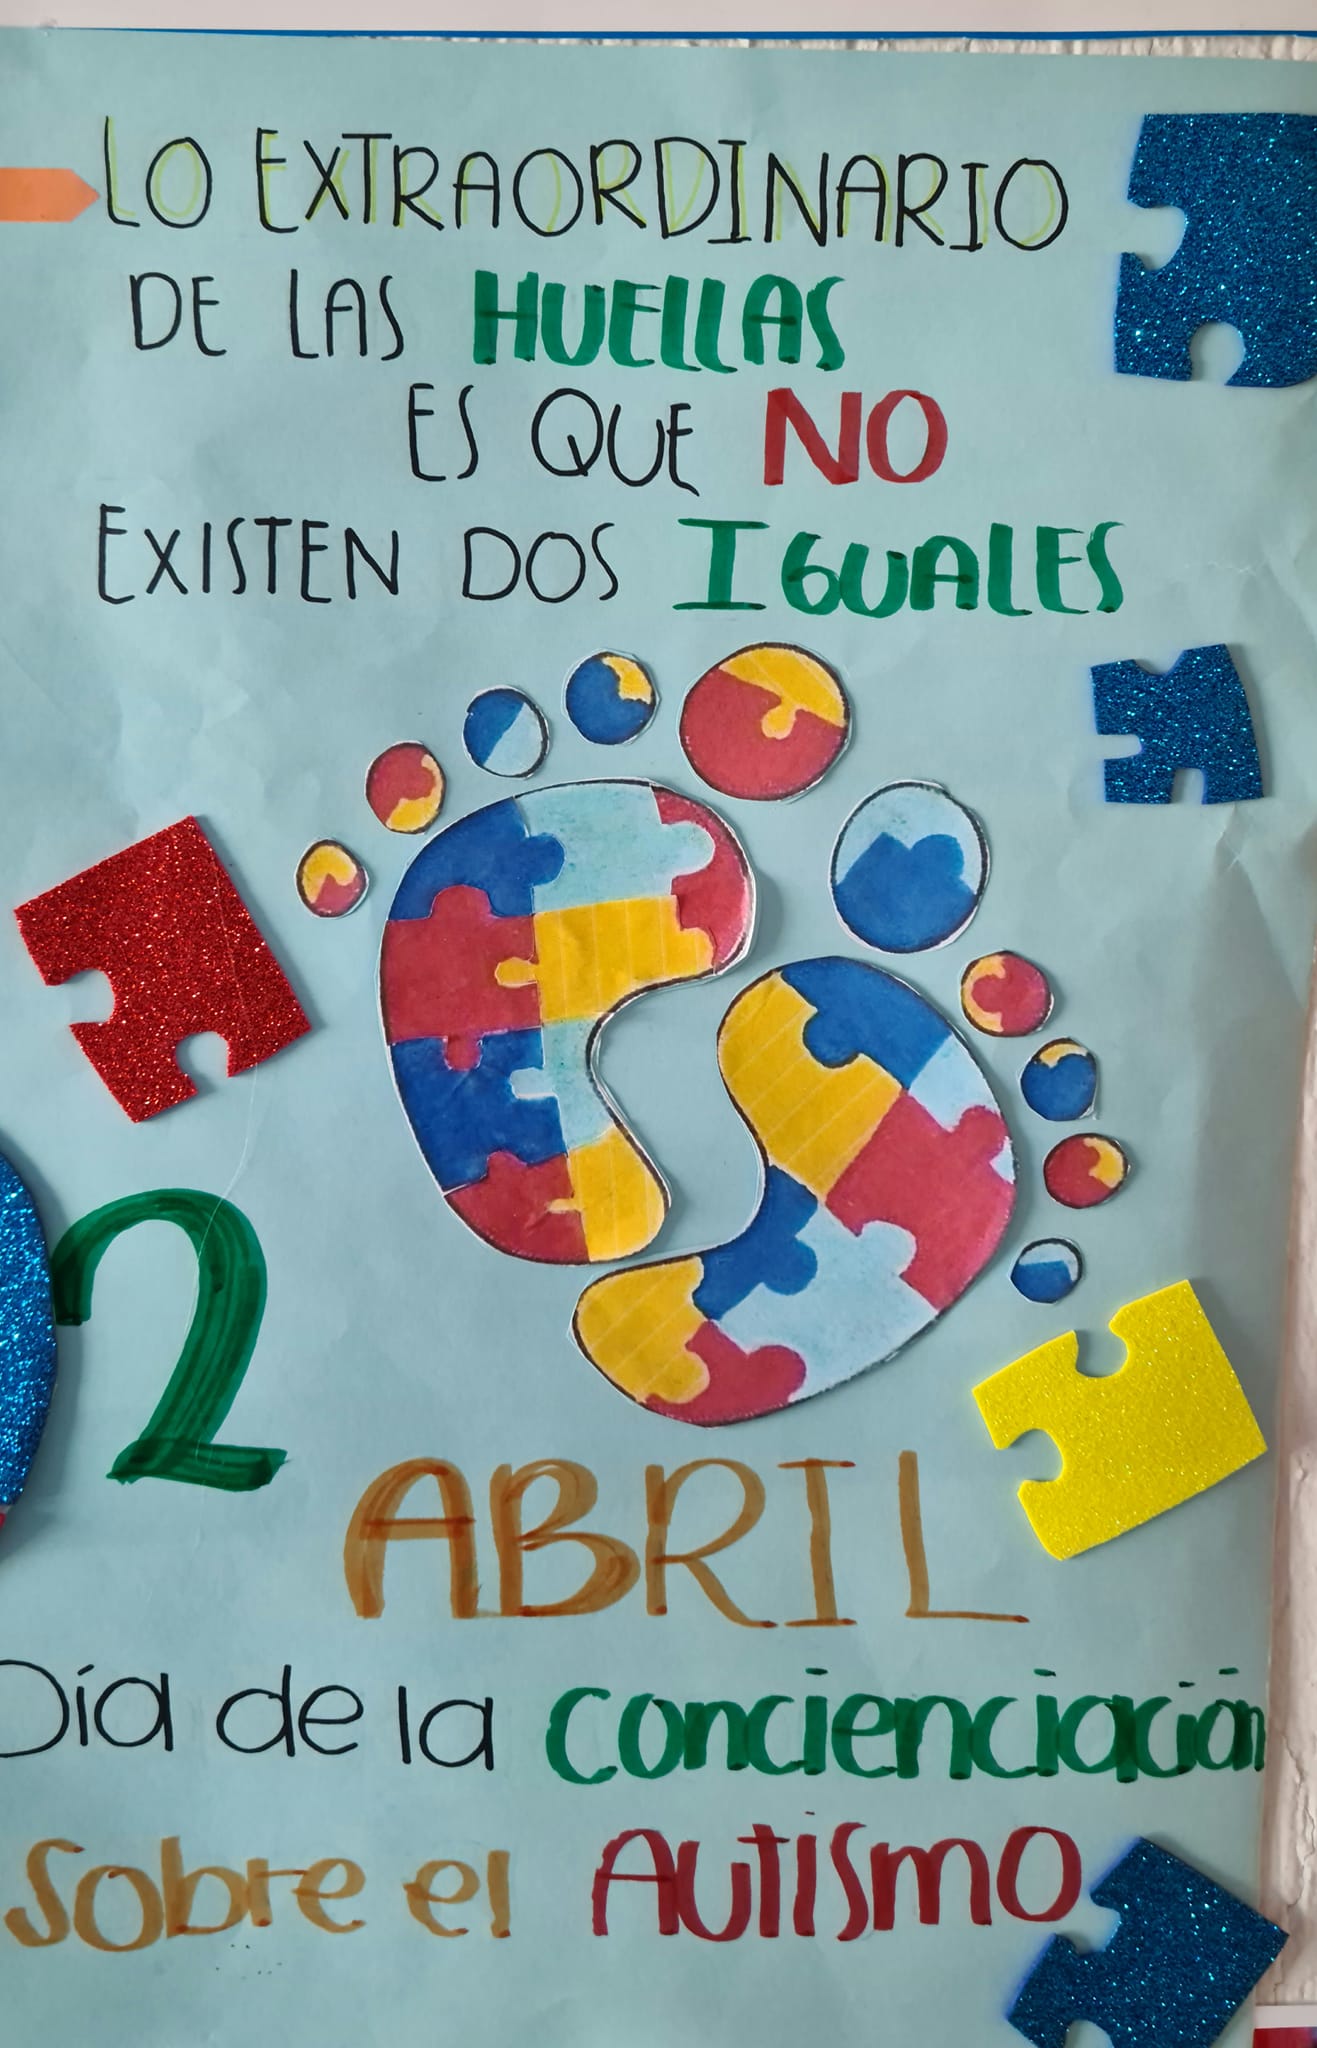 LO EXTRAORDINARIO
DE LAS HUELLAS
ES QUE NO
EXISTEN DOS IGUALES
2
ABRIL
Día de la Concienciación
Sobre el AUTISMO